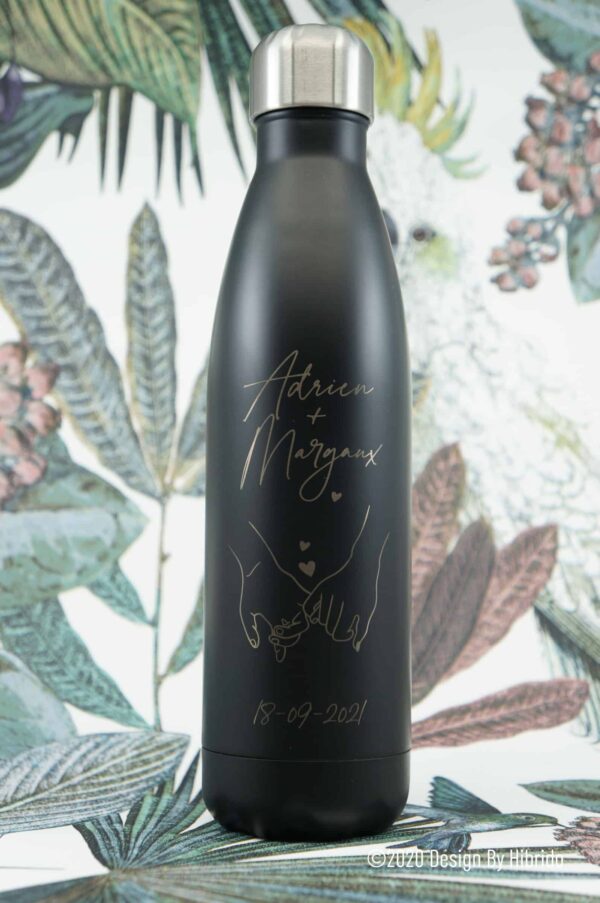 Adrien
+
Margaux
18-09-2021
©2020 Design By Hibrido